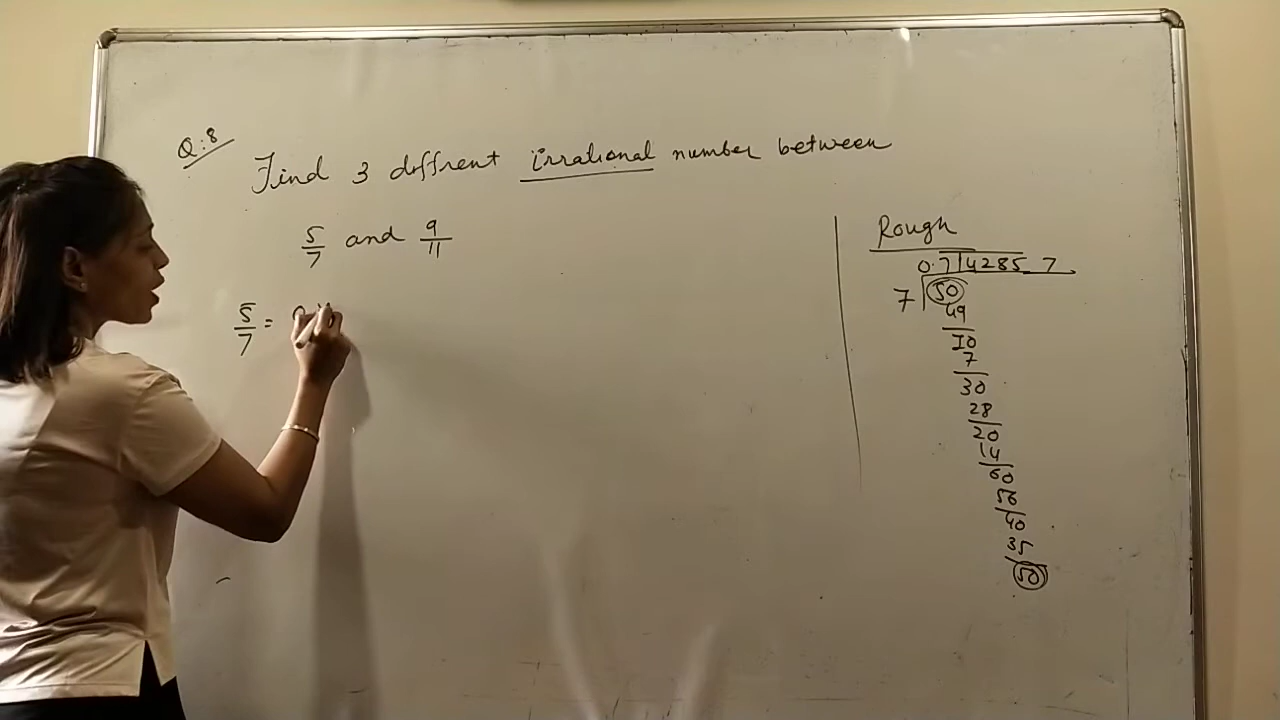 Q:8
Find 3 diffrent irrational number between
5/7 and 9/11
5/7 = 0.
Rough
0.714285 7
7 50
49
10
7
30
28
20
14
60
56
40
35
50